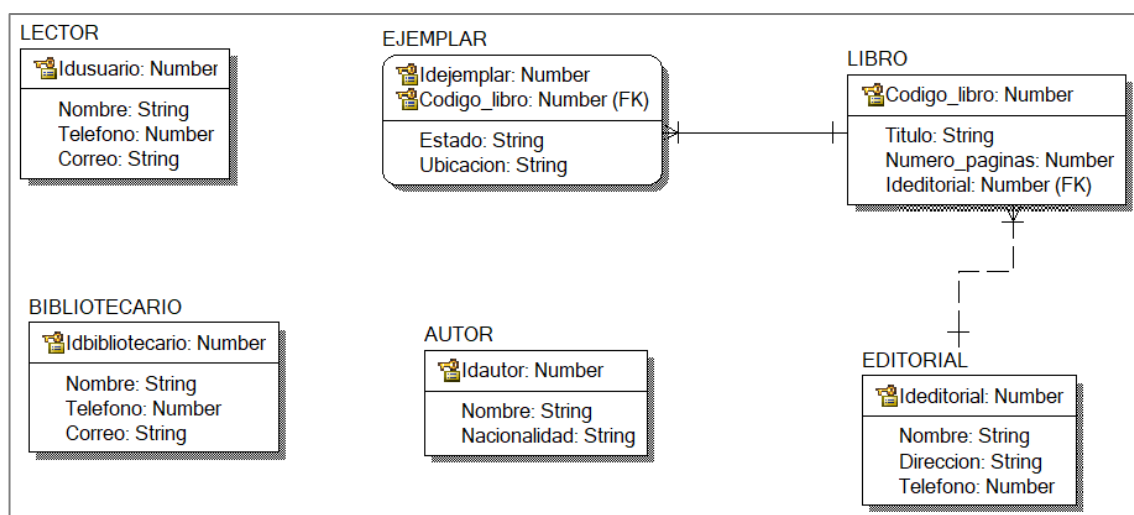 LECTOR
Idusuario: Number
Nombre: String
Telefono: Number
Correo: String
EJEMPLAR
Idejemplar: Number
Codigo_libro: Number (FK)
Estado: String
Ubicacion: String
LIBRO
Codigo_libro: Number
Titulo: String
Numero_paginas: Number
Ideditorial: Number (FK)
BIBLIOTECARIO
Idbibliotecario: Number
Nombre: String
Telefono: Number
Correo: String
AUTOR
Idautor: Number
Nombre: String
Nacionalidad: String
EDITORIAL
Ideditorial: Number
Nombre: String
Direccion: String
Telefono: Number